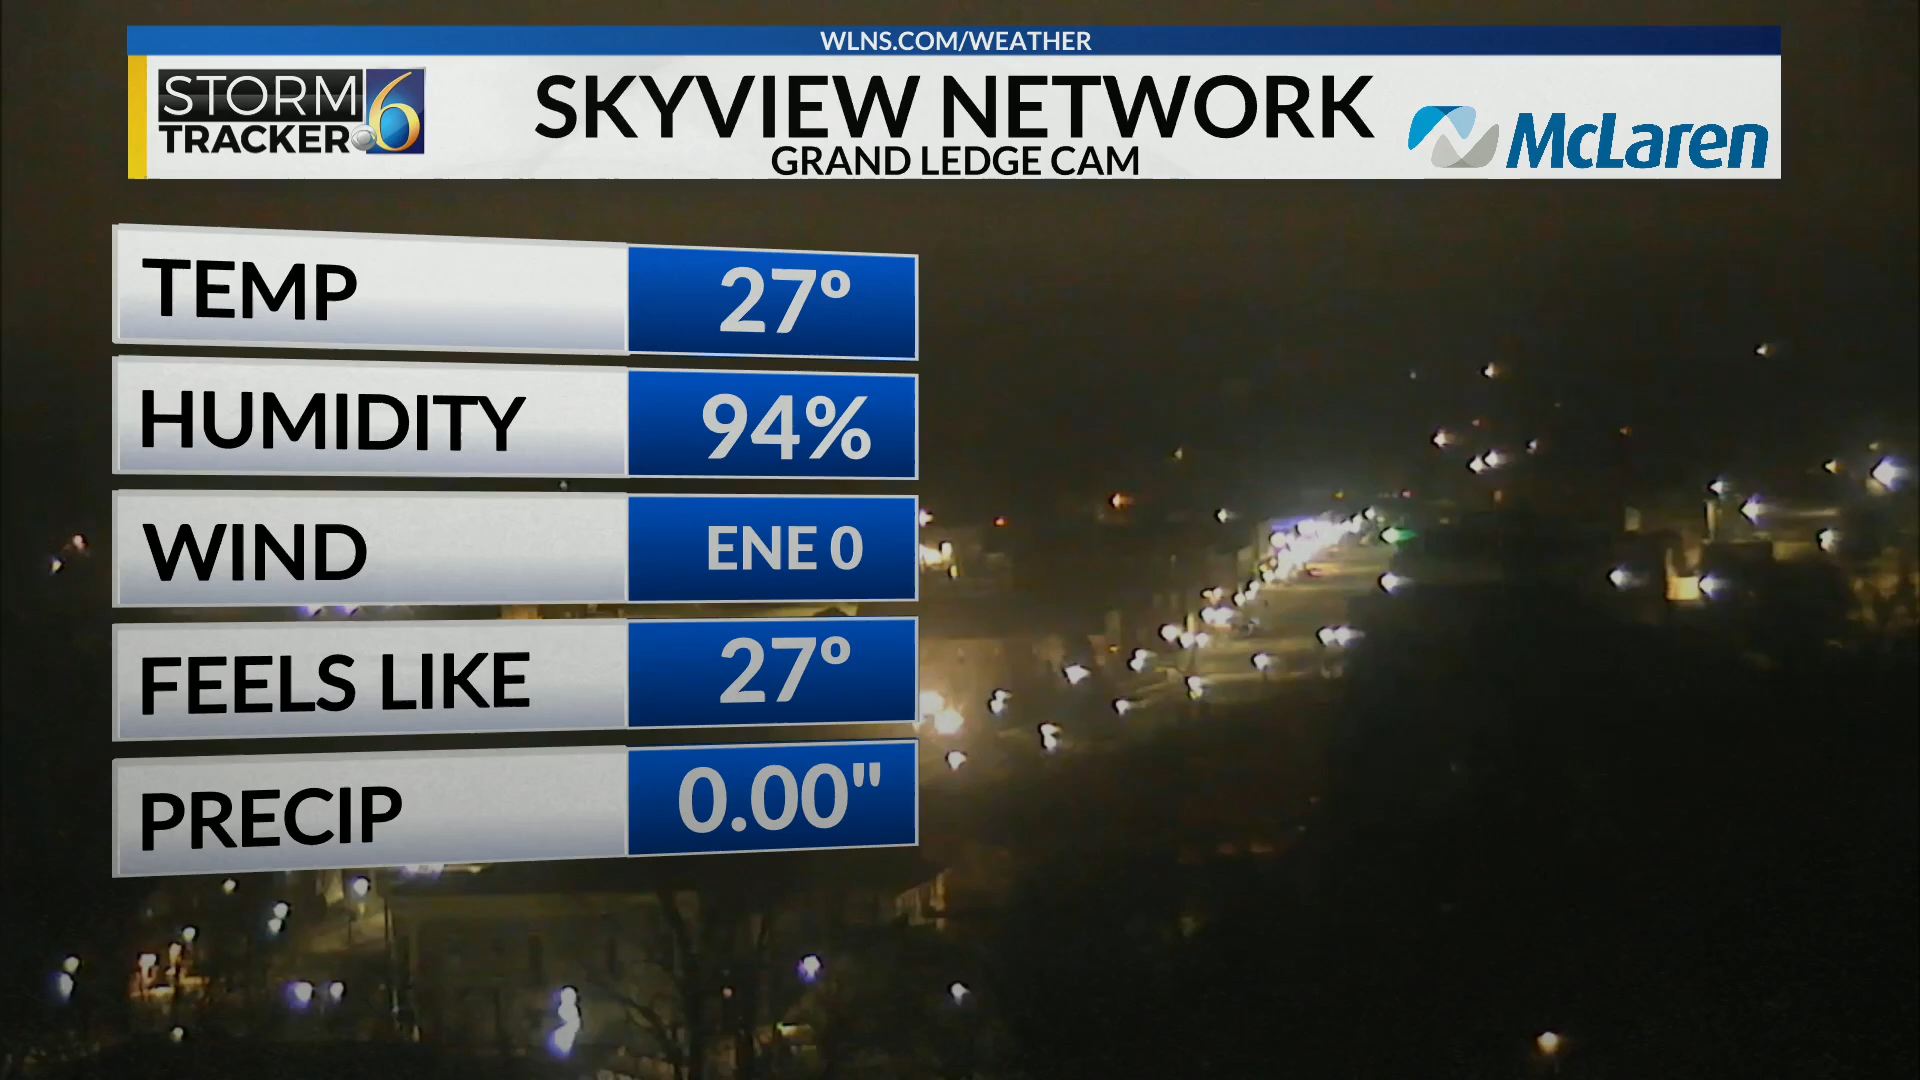 WLNS.COM/WEATHER
STORM
TRACKER 6
SKYVIEW NETWORK
GRAND LEDGE CAM
McLaren
TEMP 27°
HUMIDITY 94%
WIND ENE 0
FEELS LIKE 27°
PRECIP 0.00"